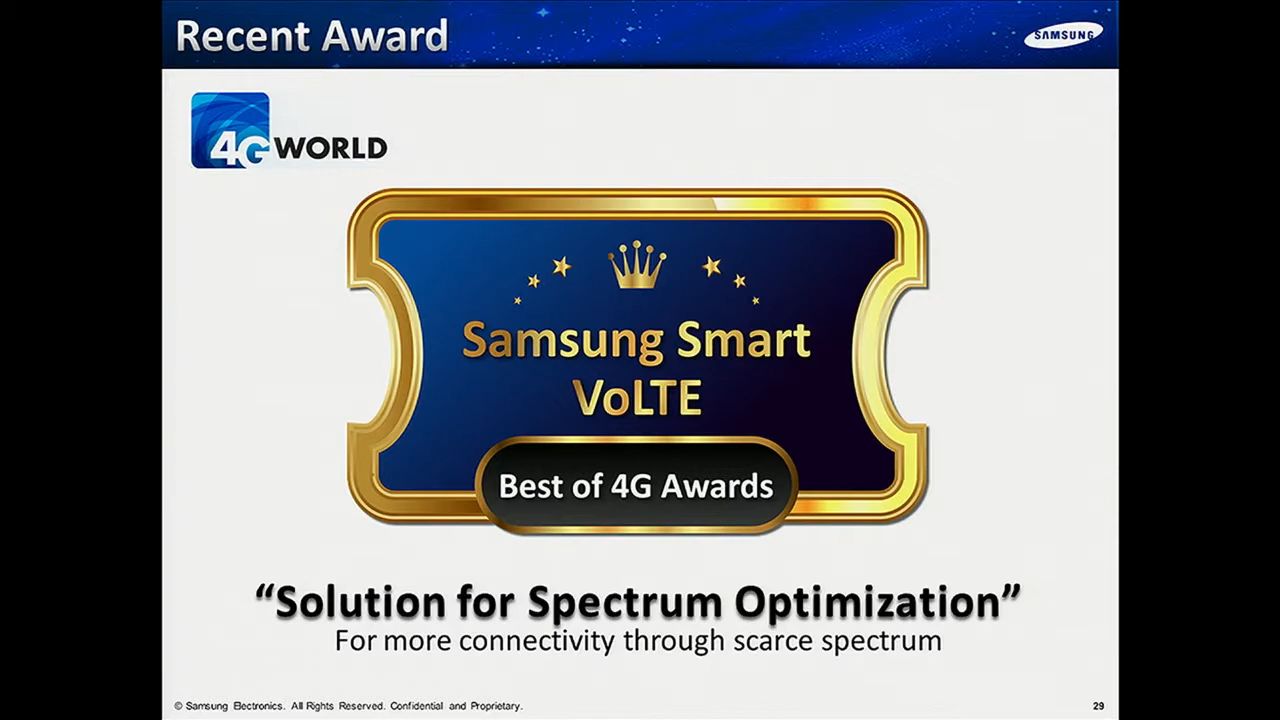 Recent Award
SAMSUNG
4G WORLD
Samsung Smart
VoLTE
Best of 4G Awards
“Solution for Spectrum Optimization”
For more connectivity through scarce spectrum
© Samsung Electronics. All Rights Reserved. Confidential and Proprietary.
29